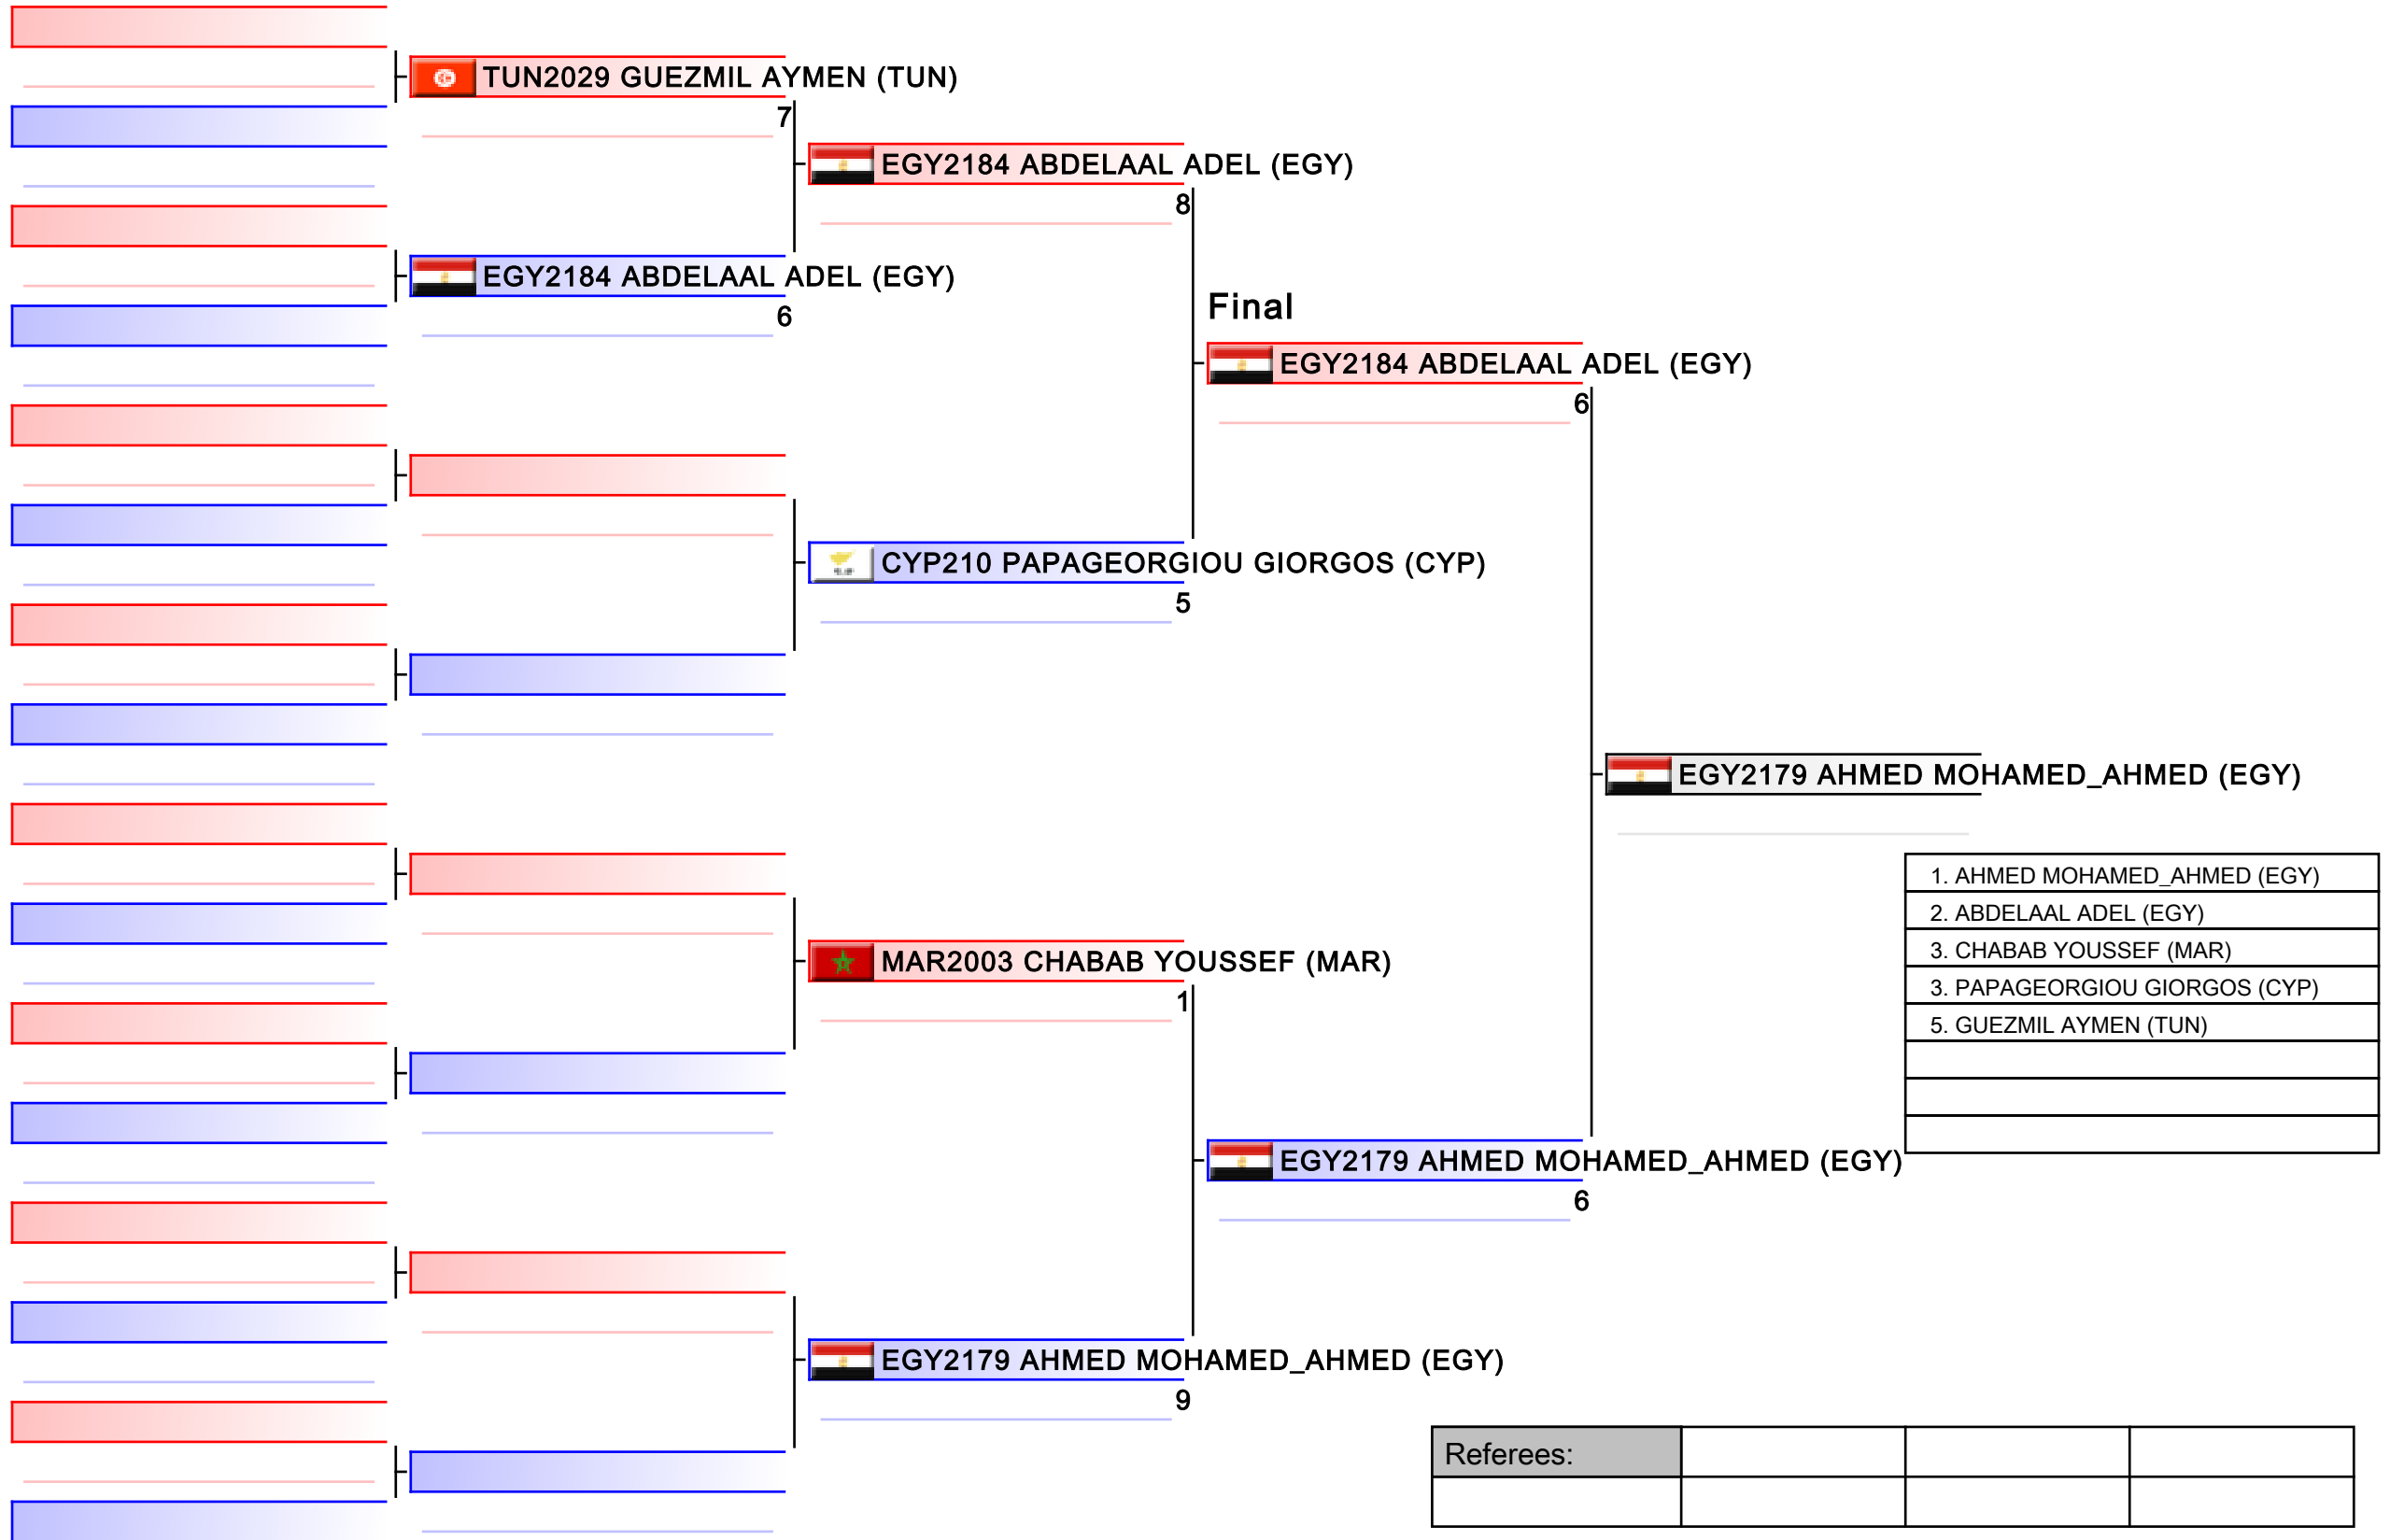 TUN2029 GUEZMIL AYMEN (TUN)
7
EGY2184 ABDELAAL ADEL (EGY)
8
EGY2184 ABDELAAL ADEL (EGY)
6
Final
EGY2184 ABDELAAL ADEL (EGY)
6
CYP210 PAPAGEORGIOU GIORGOS (CYP)
5
EGY2179 AHMED MOHAMED_AHMED (EGY)
1. AHMED MOHAMED_AHMED (EGY)
2. ABDELAAL ADEL (EGY)
3. CHABAB YOUSSEF (MAR)
3. PAPAGEORGIOU GIORGOS (CYP)
5. GUEZMIL AYMEN (TUN)
MAR2003 CHABAB YOUSSEF (MAR)
1
EGY2179 AHMED MOHAMED_AHMED (EGY)
6
EGY2179 AHMED MOHAMED_AHMED (EGY)
9
Referees: